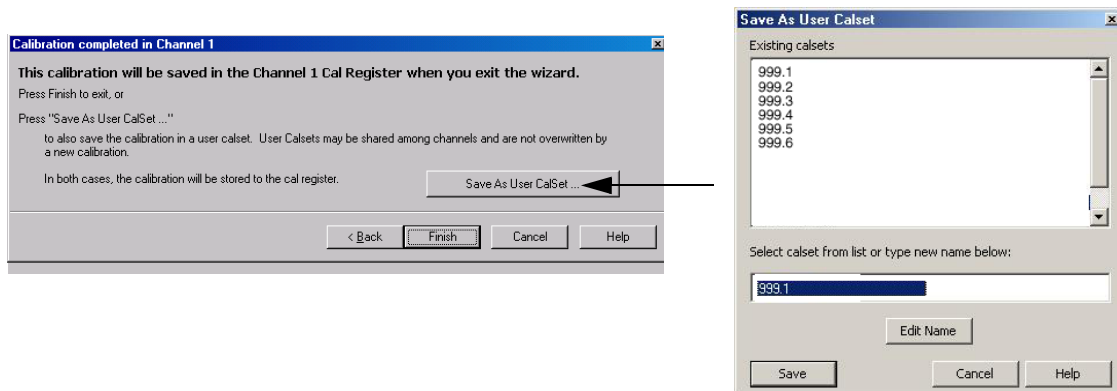 Calibration completed in Channel 1
This calibration will be saved in the Channel 1 Cal Register when you exit the wizard.
Press Finish to exit, or
Press "Save As User CalSet ..."
to also save the calibration in a user calset. User Calsets may be shared among channels and are not overwritten by
a new calibration.
In both cases, the calibration will be stored to the cal register.
Save As User CalSet ...
< Back
Finish
Cancel
Help
Save As User Calset
Existing calsets
999.1
999.2
999.3
999.4
999.5
999.6
Select calset from list or type new name below:
999.1
Edit Name
Save
Cancel
Help